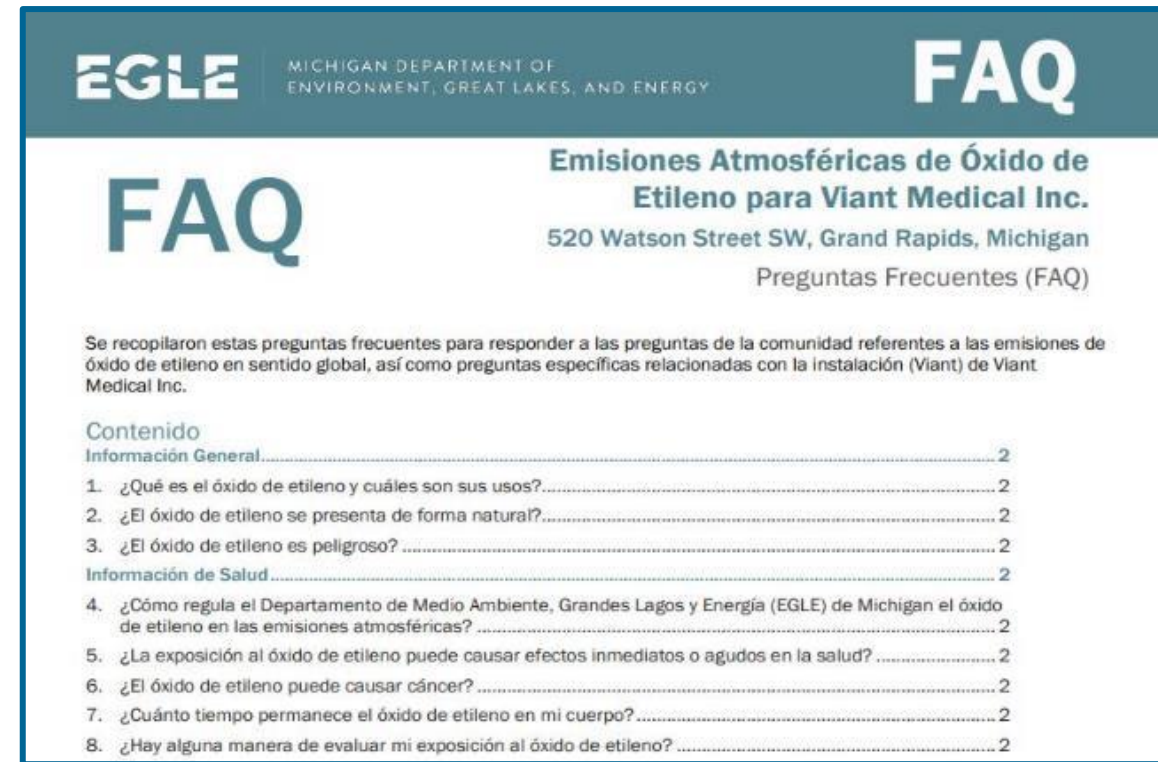 EGLE
MICHIGAN DEPARTMENT OF
ENVIRONMENT, GREAT LAKES, AND ENERGY
FAQ
FAQ
Emisiones Atmosféricas de Óxido de
Etileno para Viant Medical Inc.
520 Watson Street SW, Grand Rapids, Michigan
Preguntas Frecuentes (FAQ)
Se recopilaron estas preguntas frecuentes para responder a las preguntas de la comunidad referentes a las emisiones de
óxido de etileno en sentido global, así como preguntas específicas relacionadas con la instalación (Viant) de Viant
Medical Inc.
Contenido
Información General 2
1. ¿Qué es el óxido de etileno y cuáles son sus usos? 2
2. ¿El óxido de etileno se presenta de forma natural? 2
3. ¿El óxido de etileno es peligroso? 2
Información de Salud 2
4. ¿Cómo regula el Departamento de Medio Ambiente, Grandes Lagos y Energía (EGLE) de Michigan el óxido
de etileno en las emisiones atmosféricas? 2
5. ¿La exposición al óxido de etileno puede causar efectos inmediatos o agudos en la salud? 2
6. ¿El óxido de etileno puede causar cáncer? 2
7. ¿Cuánto tiempo permanece el óxido de etileno en mi cuerpo? 2
8. ¿Hay alguna manera de evaluar mi exposición al óxido de etileno? 2